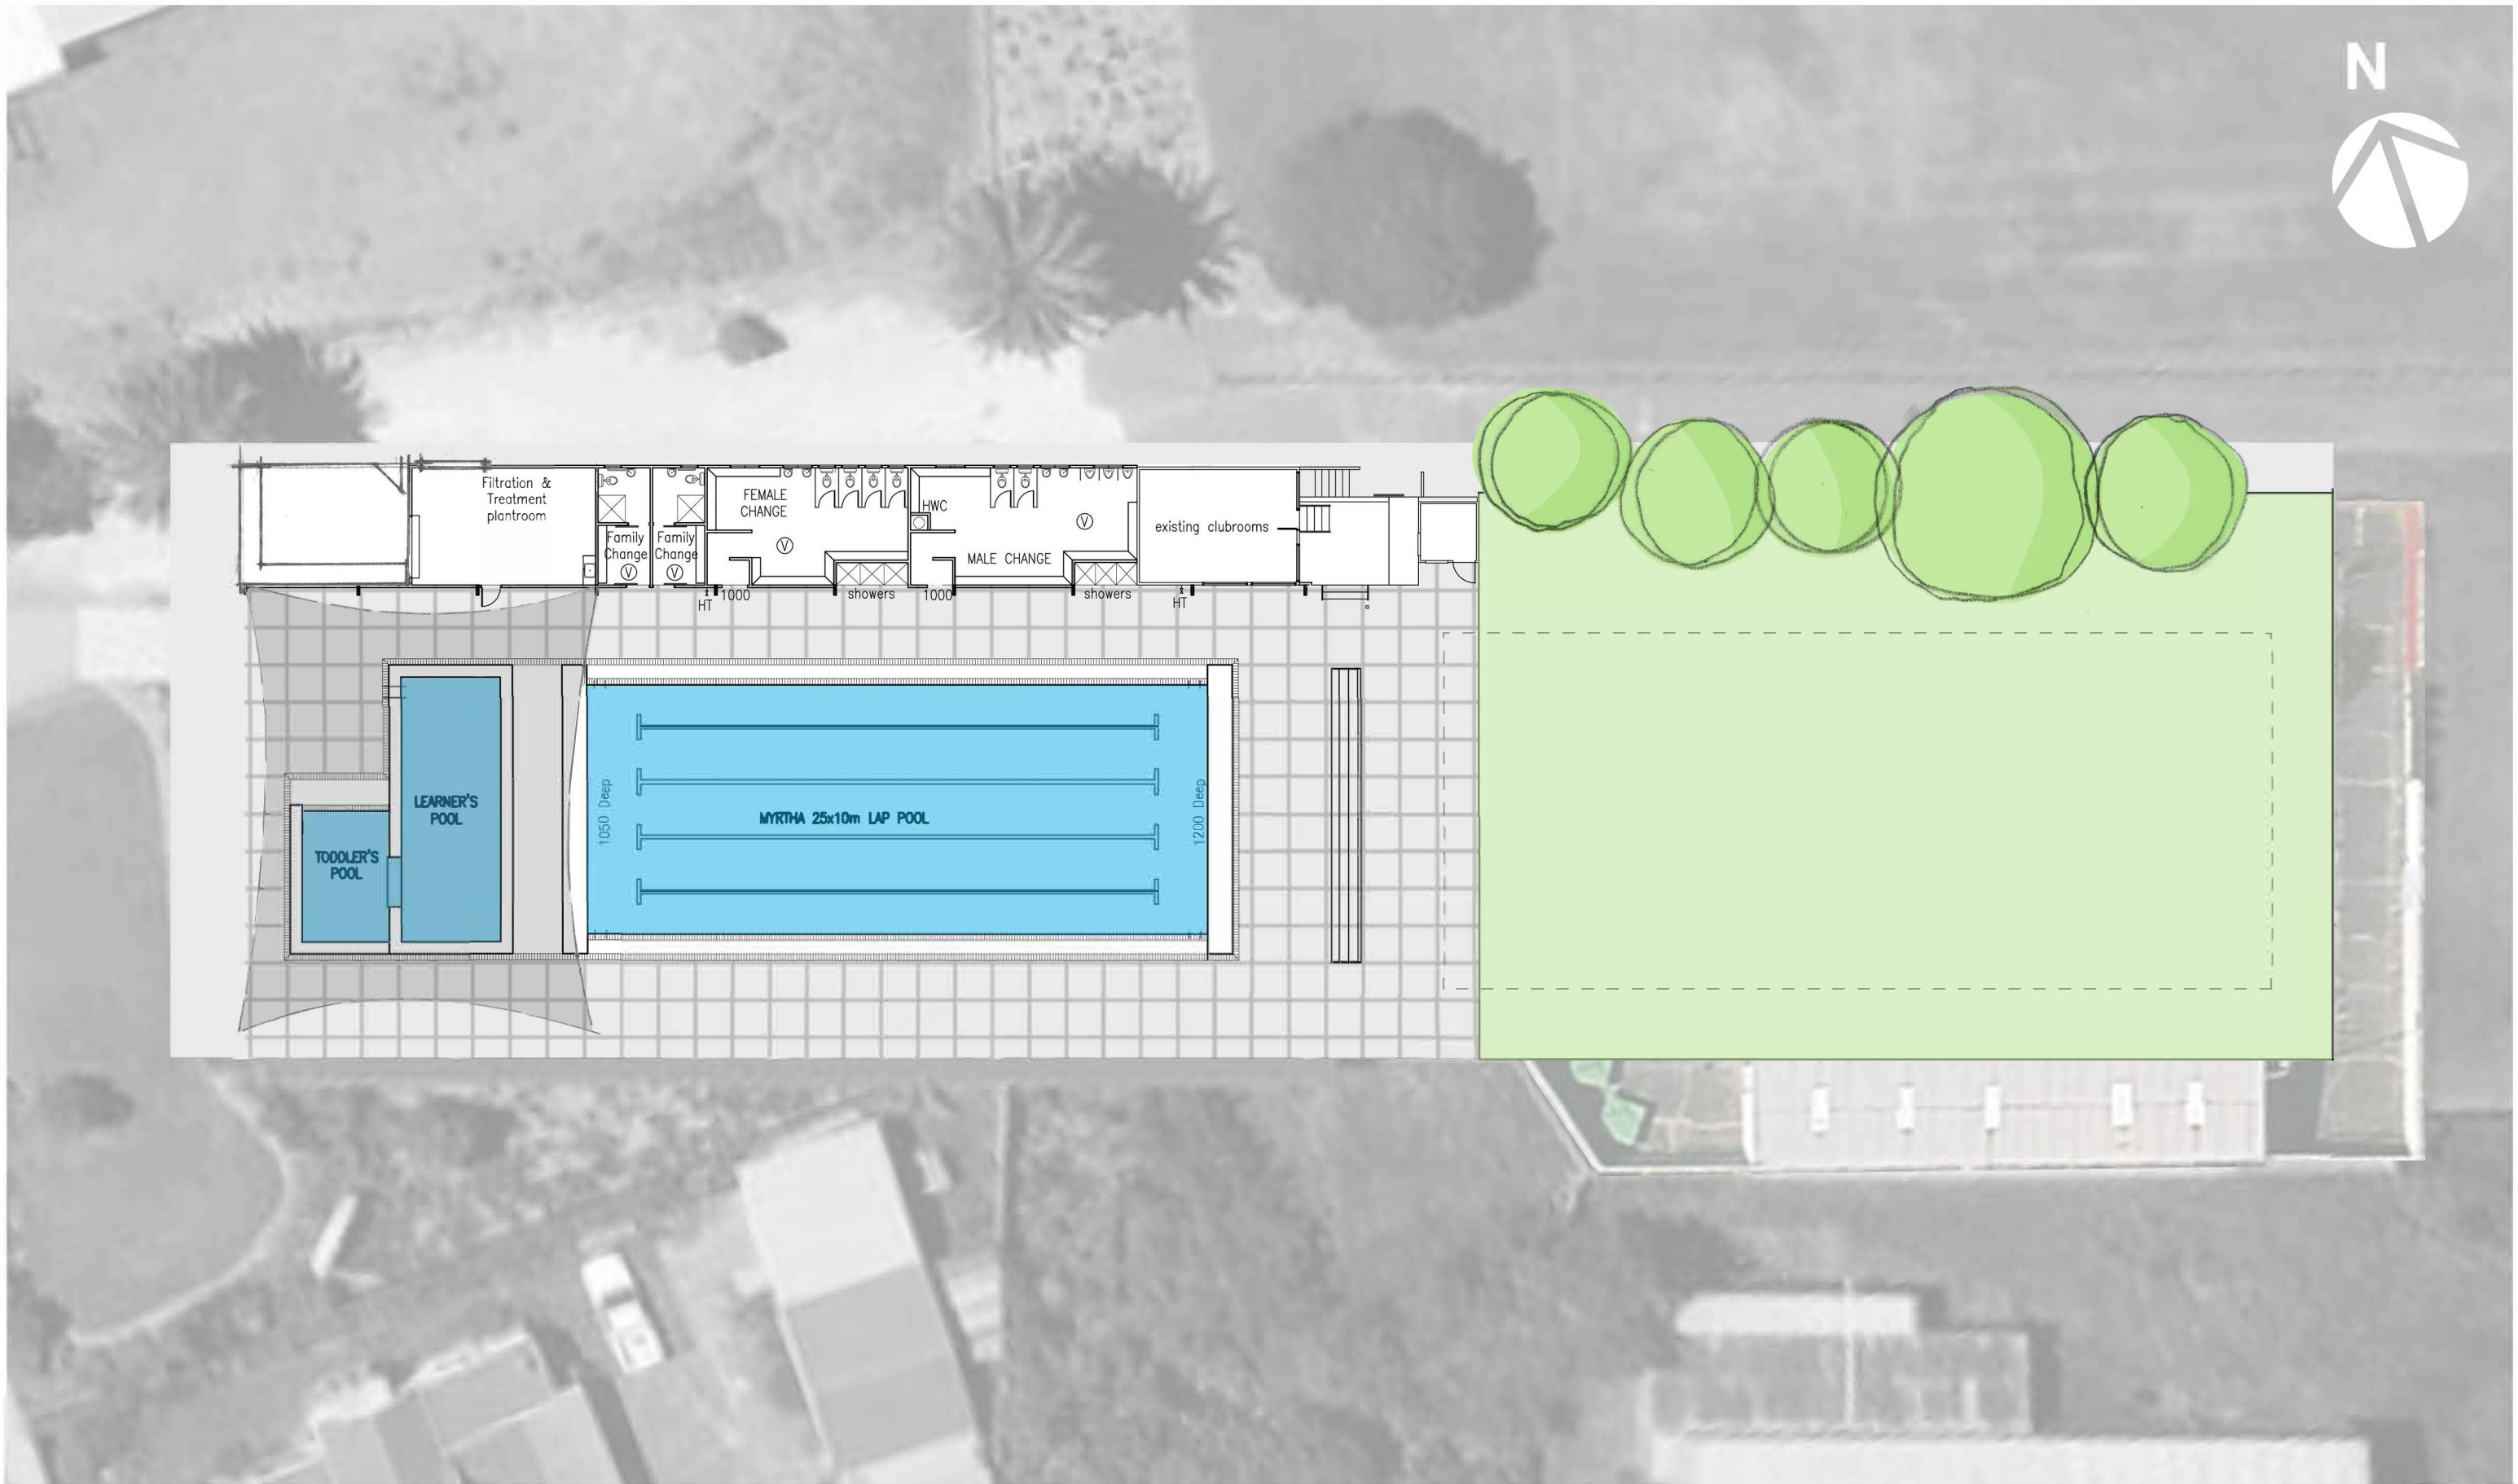 N
Filtration &
Treatment
plantroom
Family
Change
V
Family
Change
V
FEMALE
CHANGE
V
HWC
MALE CHANGE
V
existing clubrooms
HT
1000
showers
1000
showers
HT
TODDLER'S
POOL
LEARNER'S
POOL
1050 Deep
MYRTHA 25x10m LAP POOL
1200 Deep